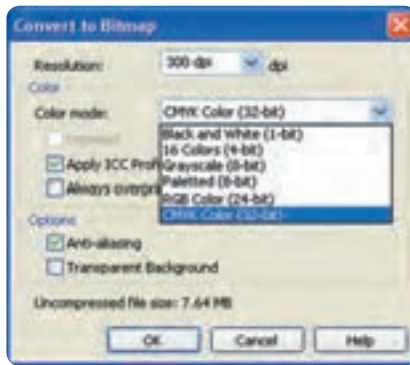 Convert to Bitmap
Resolution: 300 dpi dpi
Color
Color mode: CMYK Color (32-bit)
Black and White (1-bit)
16 Colors (4-bit)
Apply ICC Prof Grayscale (8-bit)
Paletted (8-bit)
Always overpri RGB Color (24-bit)
CMYK Color (32-bit)
Options
Anti-aliasing
Transparent Background
Uncompressed file size: 7.64 MB
OK Cancel Help